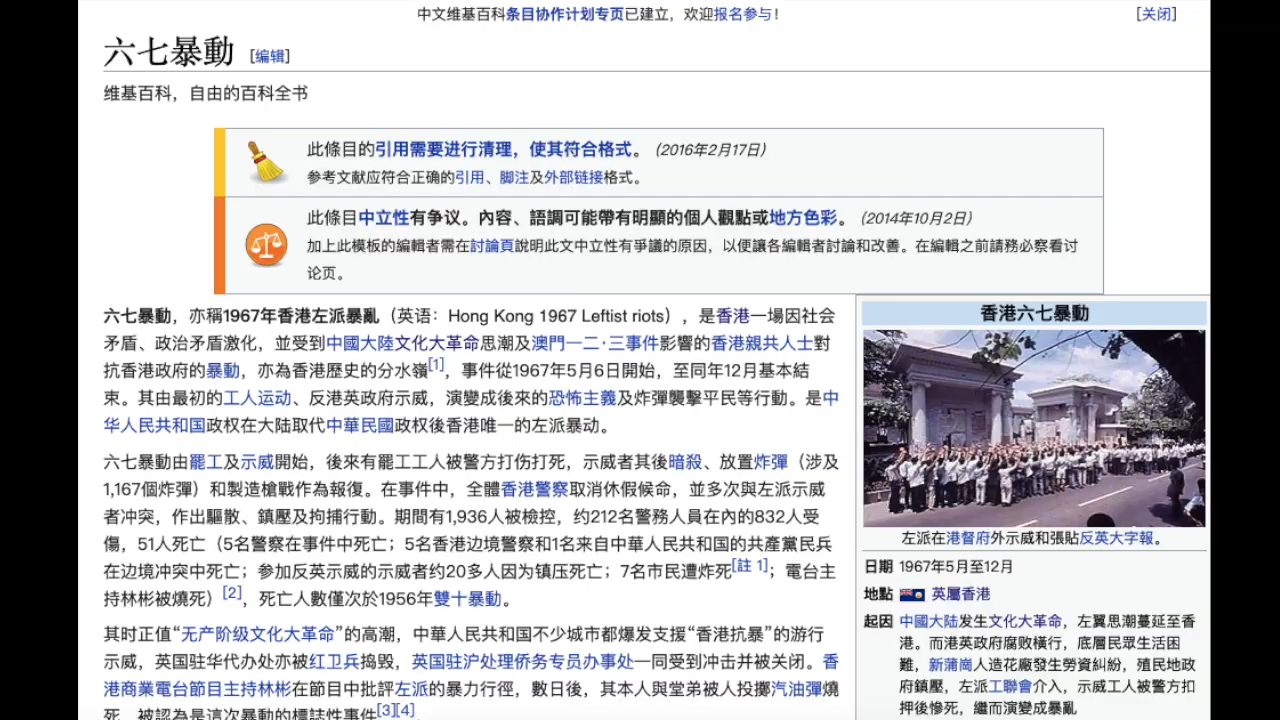 中文维基百科条目协作计划专页已建立，欢迎报名参与！
[关闭]
六七暴動 [编辑]
维基百科，自由的百科全书
此條目的引用需要进行清理，使其符合格式。 (2016年2月17日)
参考文献应符合正确的引用、脚注及外部链接格式。
此條目中立性有争议。內容、語調可能帶有明顯的個人觀點或地方色彩。 (2014年10月2日)
加上此模板的編輯者需在討論頁說明此文中立性有爭議的原因，以便讓各編輯者討論和改善。在編輯之前請務必察看讨
论页。
六七暴動，亦稱1967年香港左派暴亂（英语：Hong Kong 1967 Leftist riots），是香港一場因社会
矛盾、政治矛盾激化，並受到中國大陸文化大革命思潮及澳門一二·三事件影響的香港親共人士對
抗香港政府的暴動，亦為香港歷史的分水嶺[1]，事件從1967年5月6日開始，至同年12月基本結
束。其由最初的工人运动、反港英政府示威，演變成後來的恐怖主義及炸彈襲擊平民等行動。是中
华人民共和国政权在大陆取代中華民國政权後香港唯一的左派暴动。
六七暴動由罷工及示威開始，後來有罷工工人被警方打伤打死，示威者其後暗殺、放置炸彈（涉及
1,167個炸彈）和製造槍戰作為報復。在事件中，全體香港警察取消休假候命，並多次與左派示威
者冲突，作出驅散、鎮壓及拘捕行動。期間有1,936人被檢控，约212名警務人員在內的832人受
傷，51人死亡（5名警察在事件中死亡；5名香港边境警察和1名来自中華人民共和国的共產黨民兵
在边境冲突中死亡；参加反英示威的示威者约20多人因为镇压死亡；7名市民遭炸死[註 1]；電台主
持林彬被燒死）[2]，死亡人數僅次於1956年雙十暴動。
其时正值“无产阶级文化大革命”的高潮，中華人民共和国不少城市都爆发支援“香港抗暴”的游行
示威，英国驻华代办处亦被红卫兵捣毁，英国驻沪处理侨务专员办事处一同受到冲击并被关闭。香
港商業電台節目主持林彬在節目中批評左派的暴力行徑，數日後，其本人與堂弟被人投擲汽油彈燒
死，被認為是這次暴動的標誌性事件[3][4]。
香港六七暴動
左派在港督府外示威和張貼反英大字報。
日期 1967年5月至12月
地點 英屬香港
起因 中國大陆发生文化大革命，左翼思潮蔓延至香
港。而港英政府腐敗橫行，底層民眾生活困
難，新蒲崗人造花廠發生勞資糾紛，殖民地政
府鎮壓，左派工聯會介入，示威工人被警方扣
押後慘死，繼而演變成暴亂